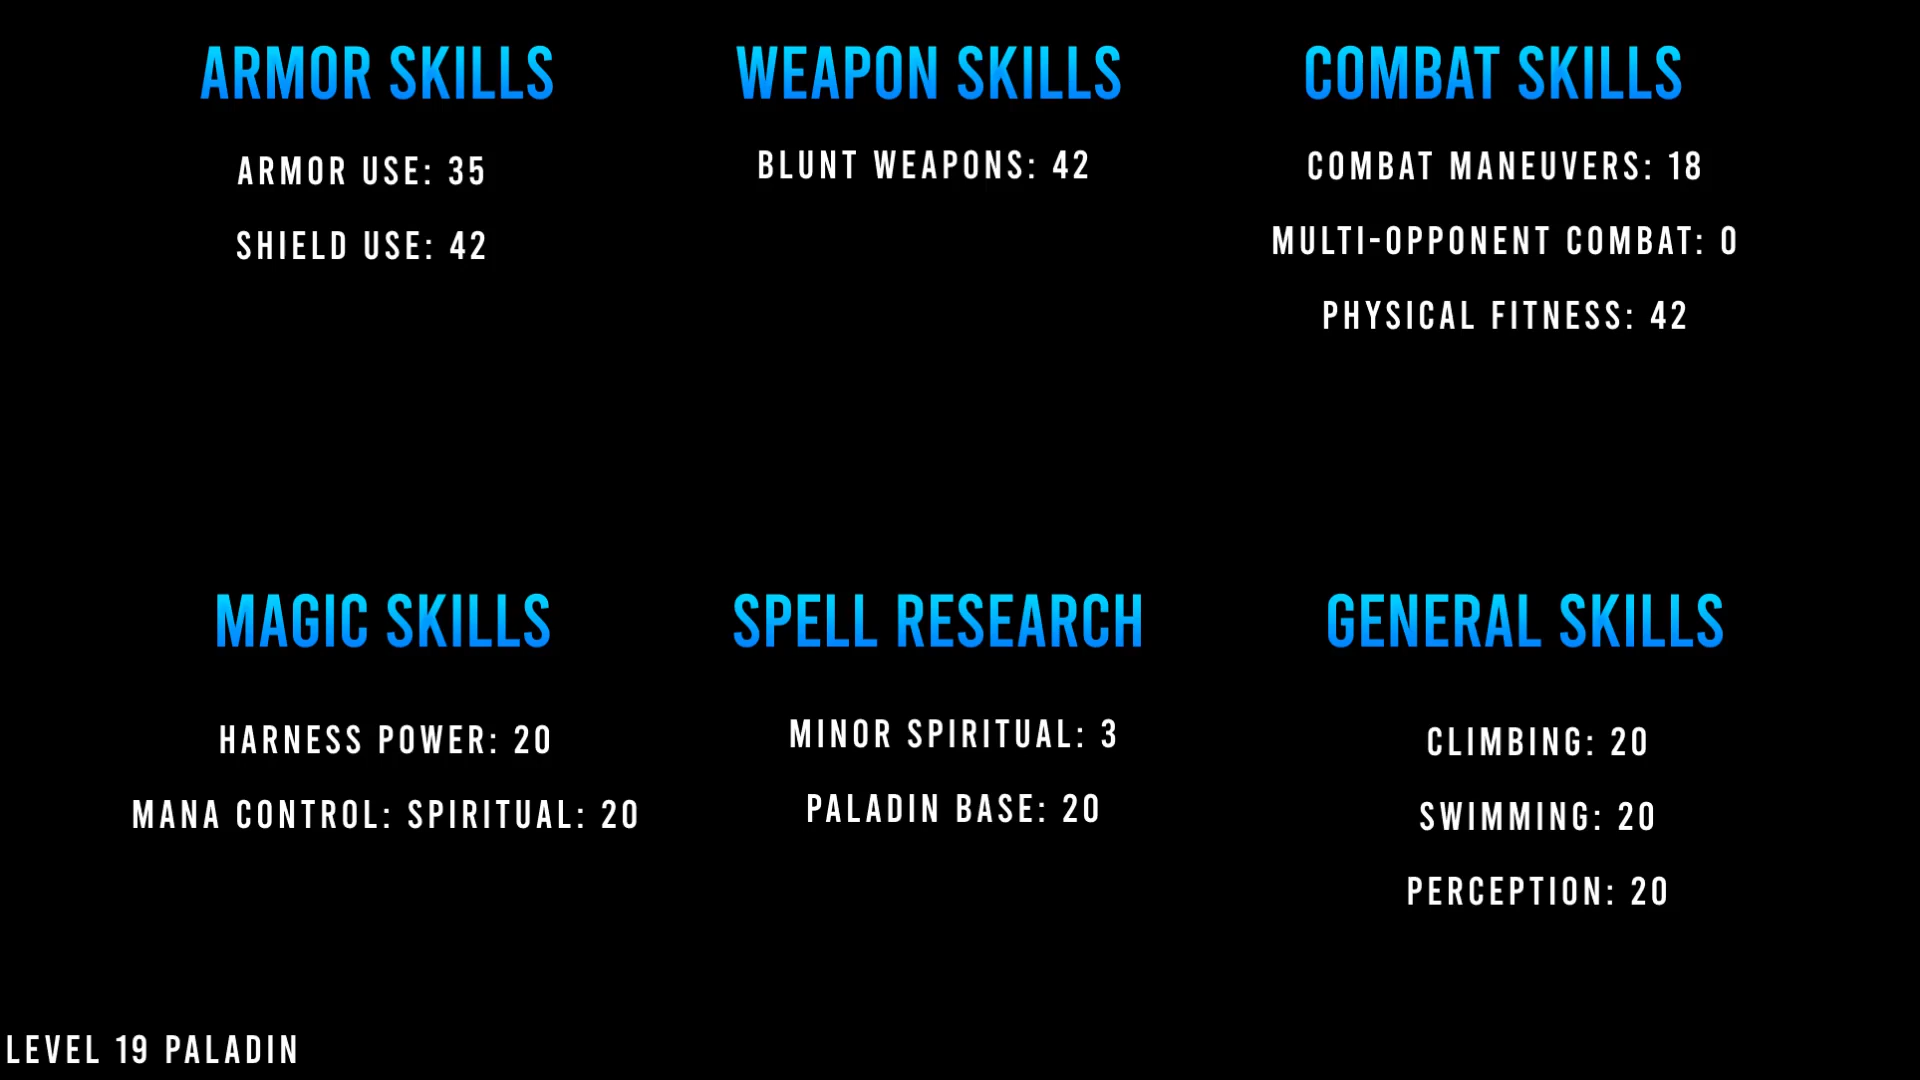 ARMOR SKILLS
ARMOR USE: 35
SHIELD USE: 42
WEAPON SKILLS
BLUNT WEAPONS: 42
COMBAT SKILLS
COMBAT MANEUVERS: 18
MULTI-OPPONENT COMBAT: 0
PHYSICAL FITNESS: 42
MAGIC SKILLS
HARNESS POWER: 20
MANA CONTROL: SPIRITUAL: 20
SPELL RESEARCH
MINOR SPIRITUAL: 3
PALADIN BASE: 20
GENERAL SKILLS
CLIMBING: 20
SWIMMING: 20
PERCEPTION: 20
LEVEL 19 PALADIN